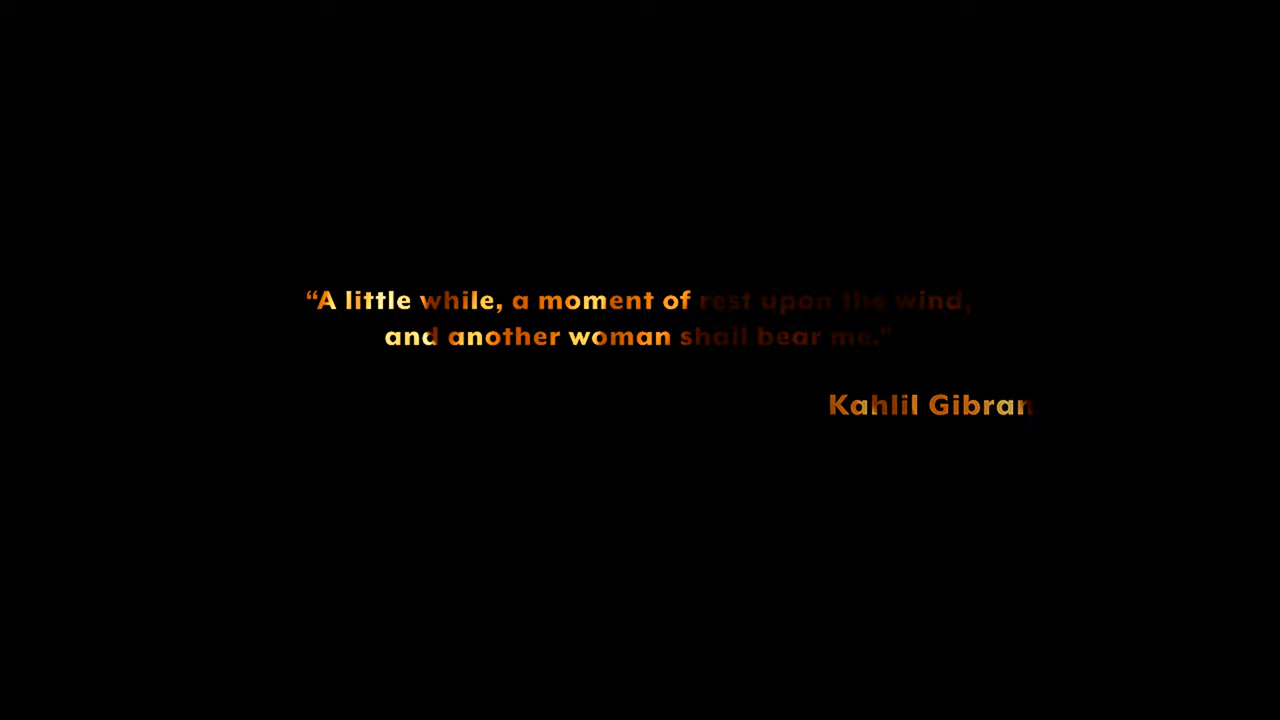 “A little while, a moment of rest upon the wind,
and another woman shall bear me.”
Kahlil Gibran